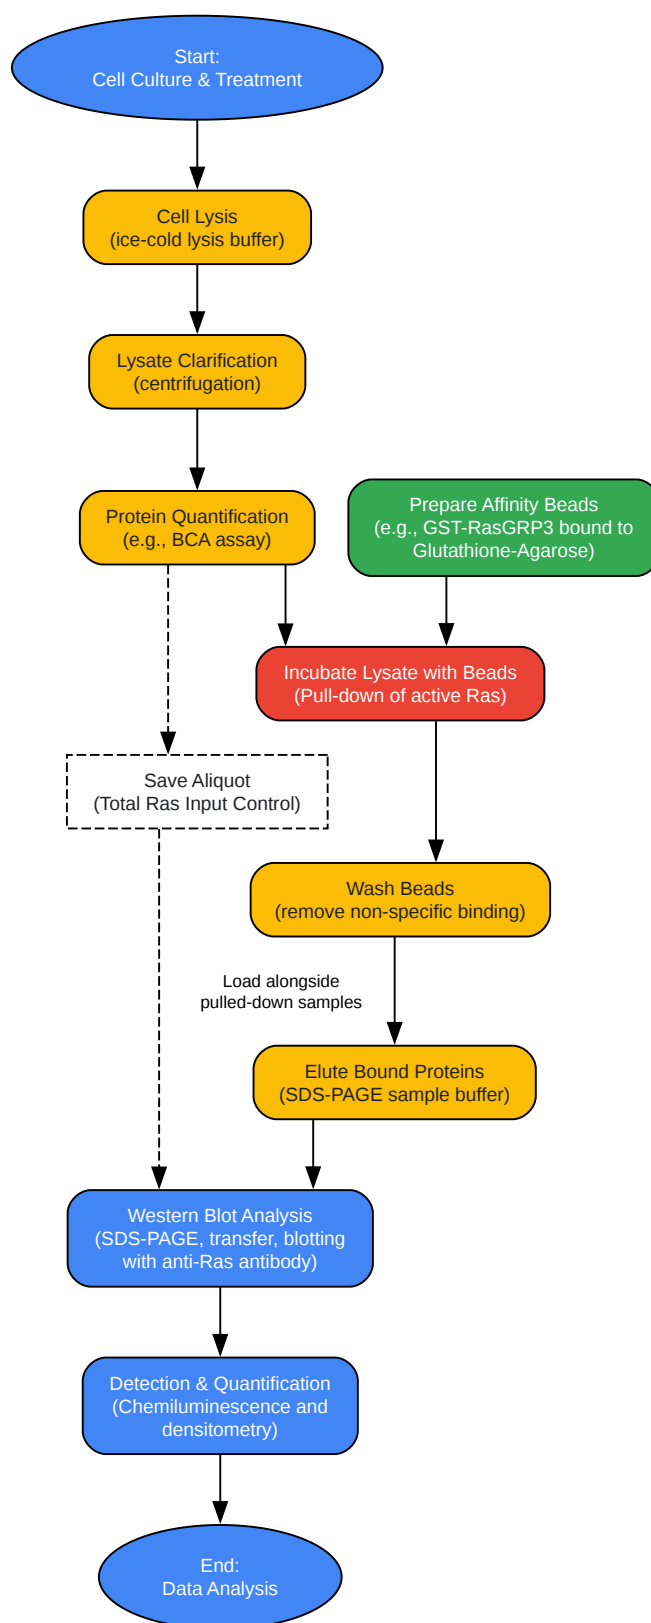 Start:
Cell Culture & Treatment
Cell Lysis
(ice-cold lysis buffer)
Lysate Clarification
(centrifugation)
Protein Quantification
(e.g., BCA assay)
Prepare Affinity Beads
(e.g., GST-RasGRP3 bound to
Glutathione-Agarose)
Incubate Lysate with Beads
(Pull-down of active Ras)
Save Aliquot
(Total Ras Input Control)
Wash Beads
(remove non-specific binding)
Load alongside
pulled-down samples
Elute Bound Proteins
(SDS-PAGE sample buffer)
Western Blot Analysis
(SDS-PAGE, transfer, blotting
with anti-Ras antibody)
Detection & Quantification
(Chemiluminescence and
densitometry)
End:
Data Analysis